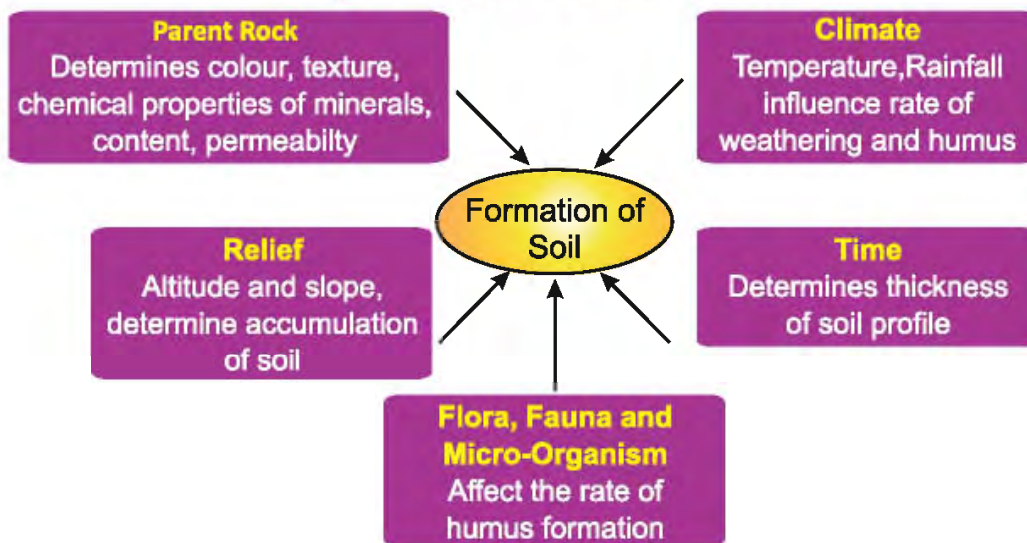 Parent Rock
Determines colour, texture,
chemical properties of minerals,
content, permeabilty
Climate
Temperature,Rainfall
influence rate of
weathering and humus
Formation of
Soil
Relief
Altitude and slope,
determine accumulation
of soil
Time
Determines thickness
of soil profile
Flora, Fauna and
Micro-Organism
Affect the rate of
humus formation